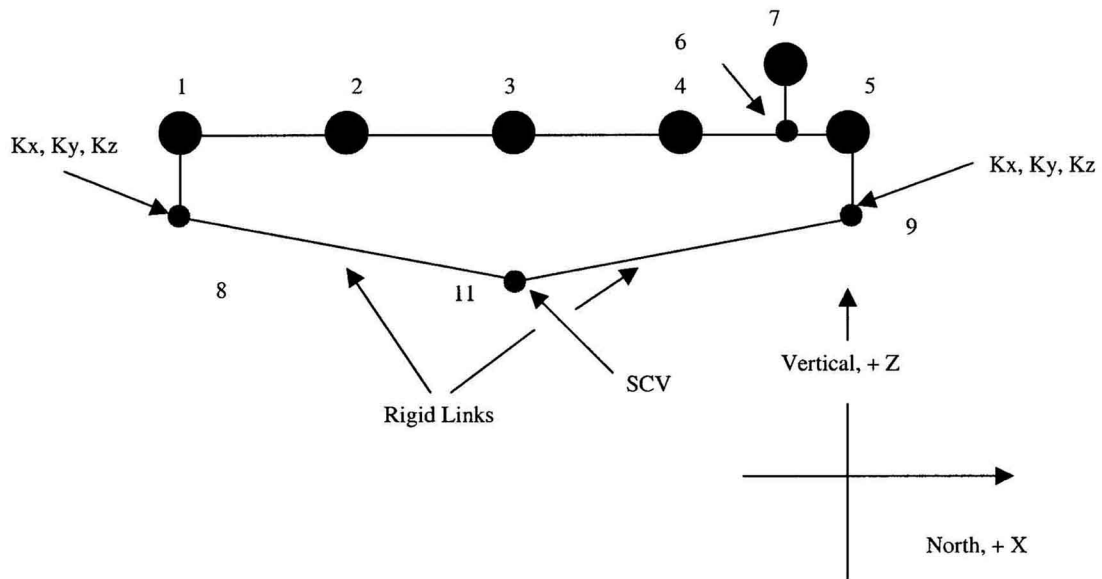 7
6
1
2
3
4
5
Kx, Ky, Kz
Kx, Ky, Kz
9
8
11
SCV
Rigid Links
Vertical, + Z
North, + X